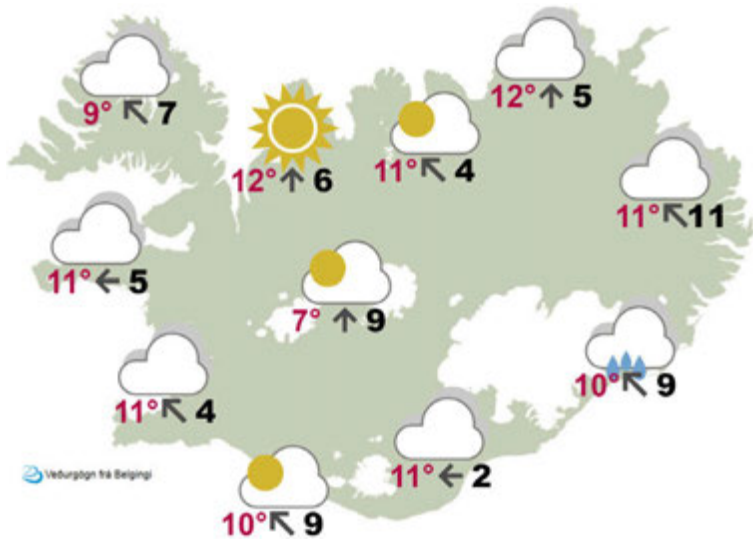 9° ↖ 7
12° ↑ 5
12° ↑ 6
11° ↖ 4
11° ↖ 11
11° ← 5
7° ↑ 9
10° ↖ 9
11° ↖ 4
11° ← 2
Veðurgögn frá Belgingi
10° ↖ 9